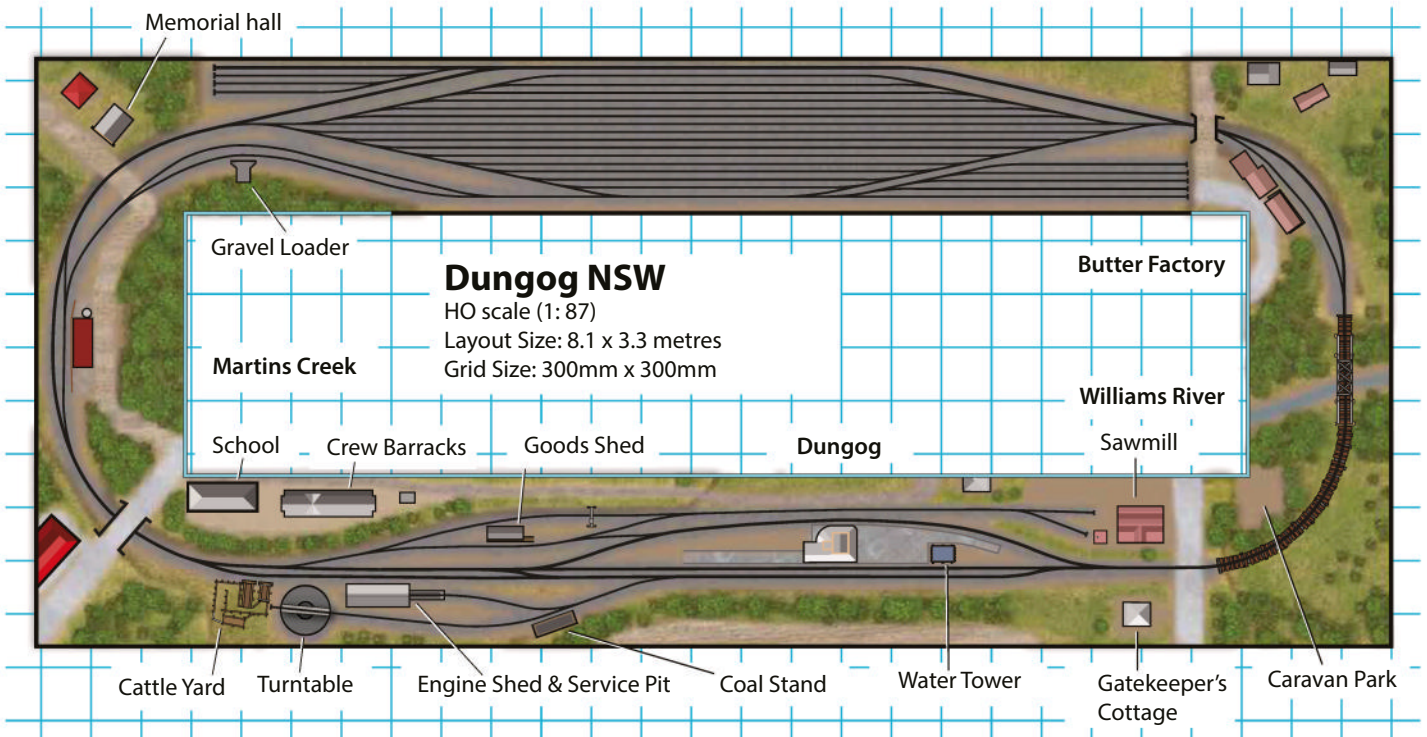 Memorial hall
Gravel Loader
Dungog NSW
HO scale (1: 87)
Layout Size: 8.1 x 3.3 metres
Grid Size: 300mm x 300mm
Butter Factory
Martins Creek
Williams River
School
Crew Barracks
Goods Shed
Dungog
Sawmill
Cattle Yard
Turntable
Engine Shed & Service Pit
Coal Stand
Water Tower
Gatekeeper's
Cottage
Caravan Park